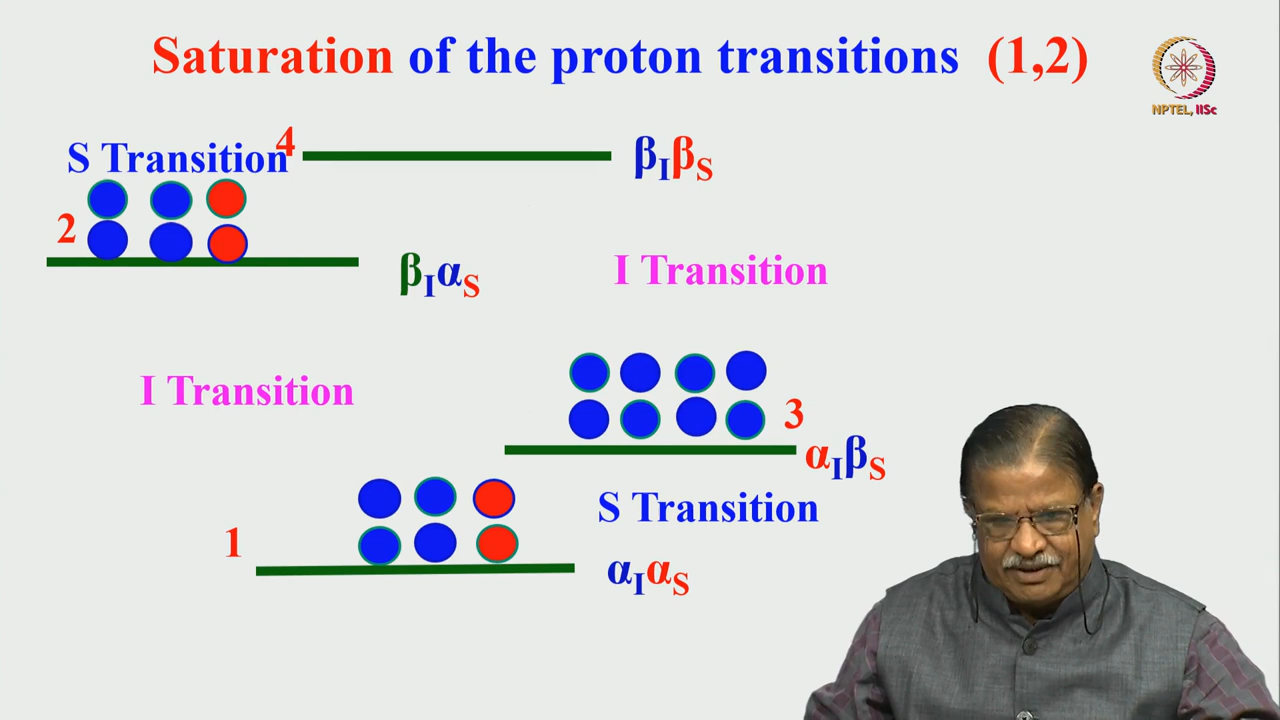 Saturation of the proton transitions (1,2)
NPTEL, IISc
S Transition
4
βIβS
2
βIαS
I Transition
I Transition
3
αIβS
S Transition
1
αIαS